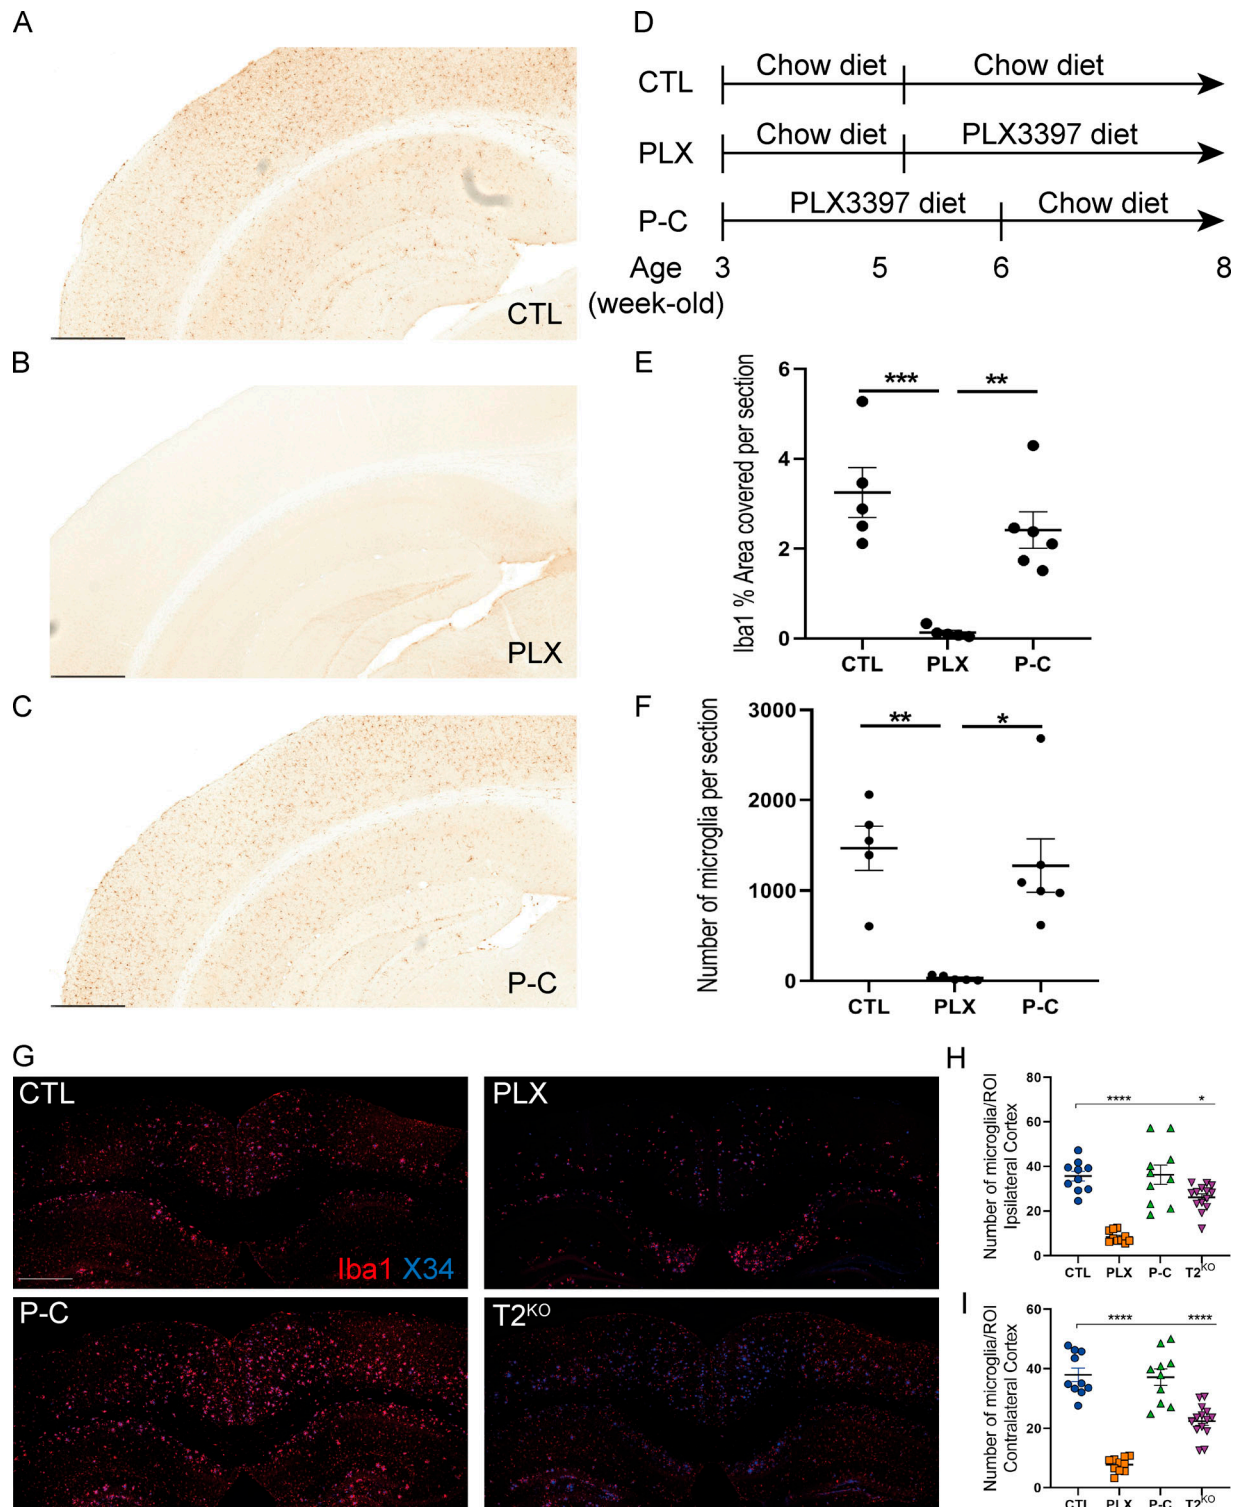 A
CTL
B
PLX
C
P-C
D
CTL
Chow diet
Chow diet
PLX
Chow diet
PLX3397 diet
P-C
PLX3397 diet
Chow diet
Age
3
5
6
8
(week-old)
E
Iba1 % Area covered per section
6
4
2
0
***
**
CTL
PLX
P-C
F
Number of microglia per section
3000
2000
1000
0
**
*
CTL
PLX
P-C
G
CTL
Iba1 X34
PLX
P-C
T2KO
H
Number of microglia/ROI
Ipsilateral Cortex
80
60
40
20
0
****
*
CTL
PLX
P-C
T2KO
I
Number of microglia/ROI
Contralateral Cortex
60
40
20
0
****
****
CTL
PLX
P-C
T2KO